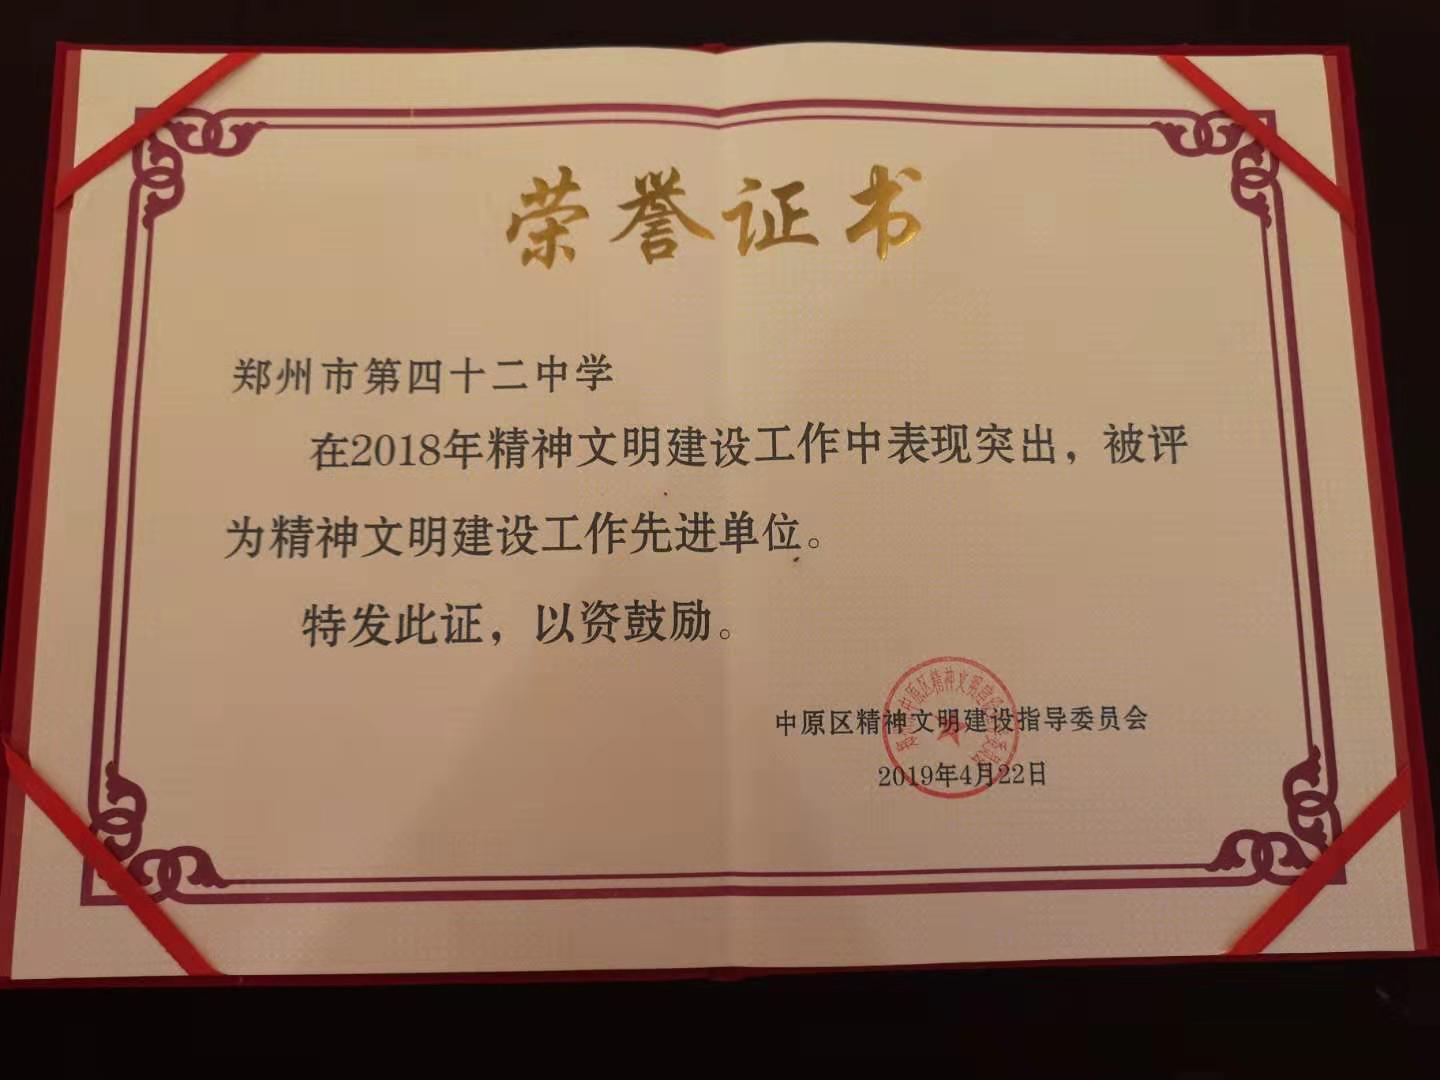 荣誉证书
郑州市第四十二中学
在2018年精神文明建设工作中表现突出，被评
为精神文明建设工作先进单位。
特发此证，以资鼓励。
中原区精神文明建设指导委员会
2019年4月22日